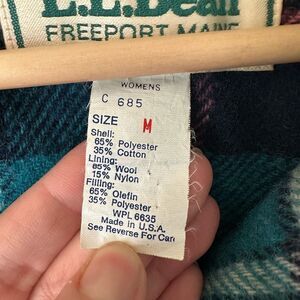 L.L.Bean
FREEPORT, MAINE
WOMENS
C 685
SIZE M
Shell:
65% Polyester
35% Cotton
Lining:
85% Wool
15% Nylon
Filling:
65% Olefin
35% Polyester
WPL 6635
Made in U.S.A.
See Reverse For Care